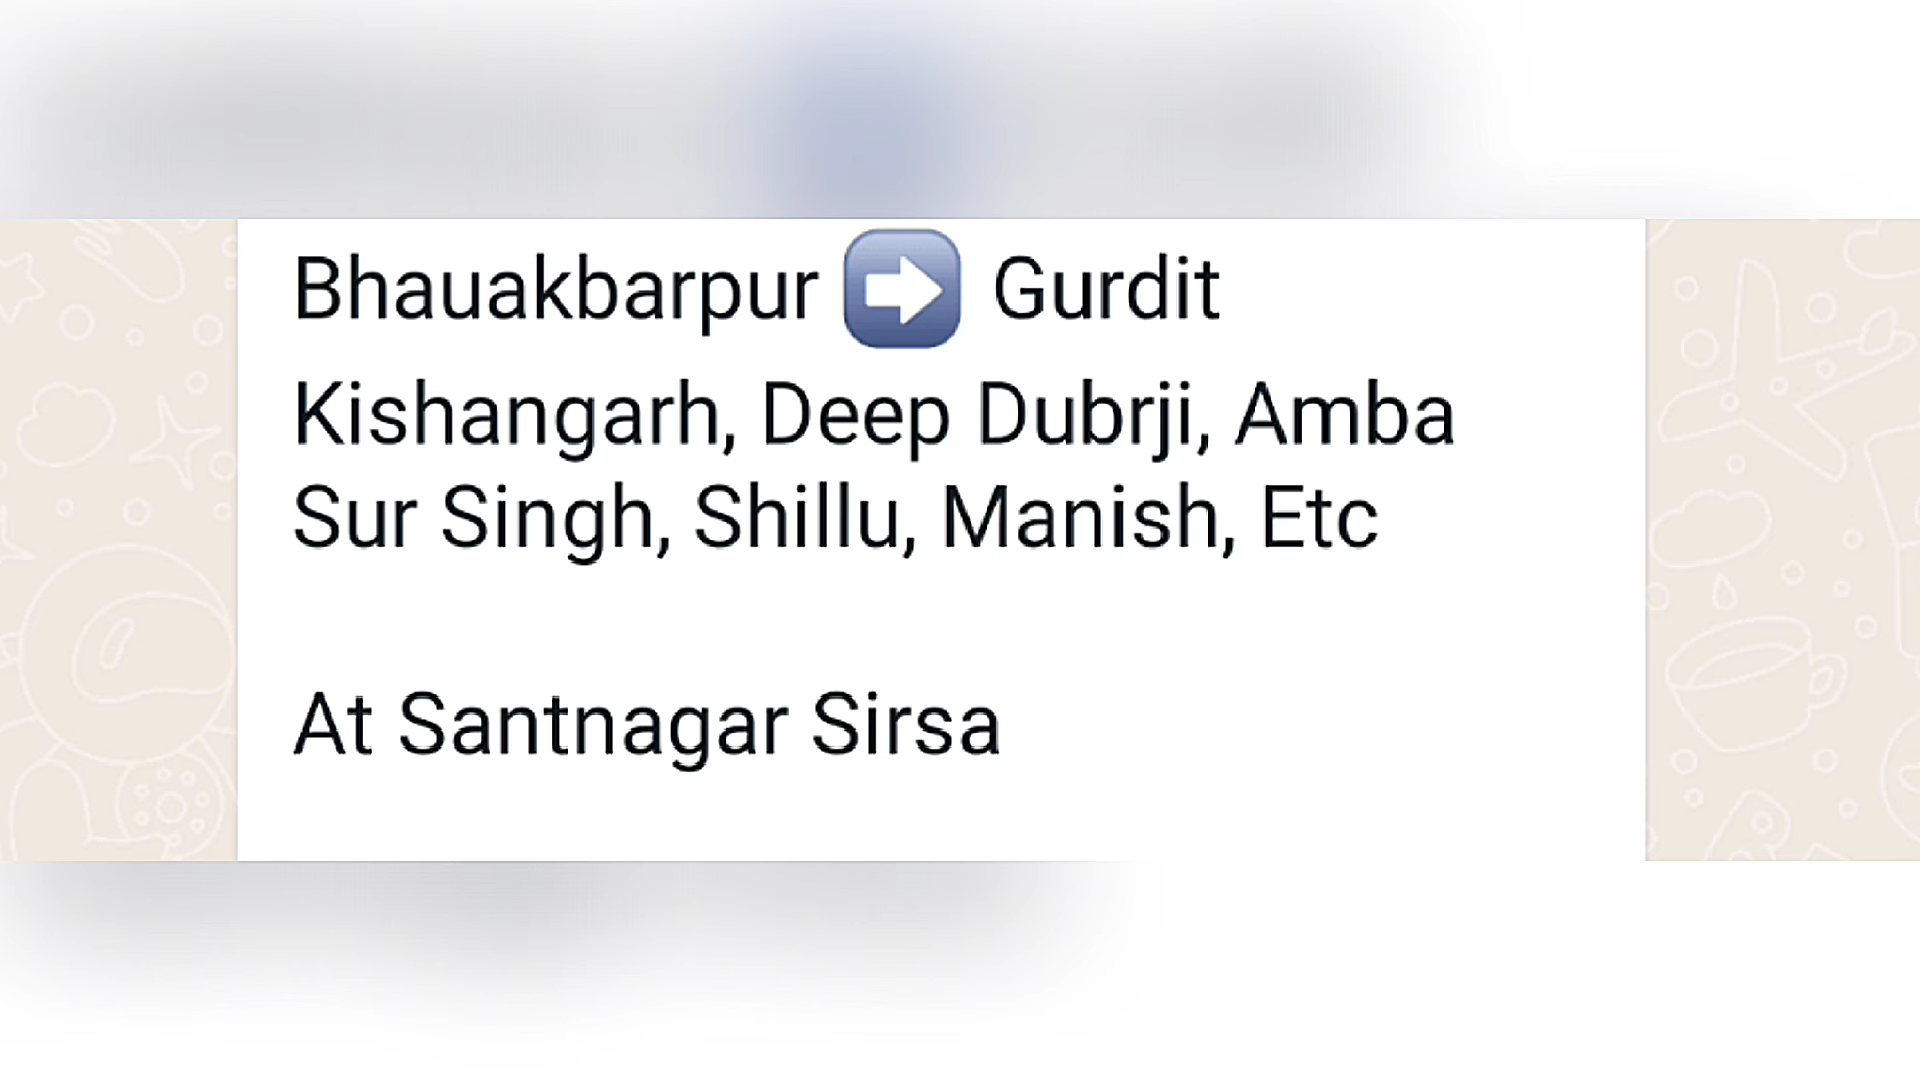 Bhauakbarpur ➡️ Gurdit
Kishangarh, Deep Dubrji, Amba
Sur Singh, Shillu, Manish, Etc
At Santnagar Sirsa